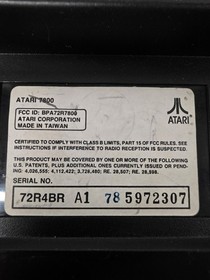 ATARI 7800
FCC ID: BPA72R7800
ATARI CORPORATION
MADE IN TAIWAN
ATARI
CERTIFIED TO COMPLY WITH CLASS B LIMITS, PART 15 OF FCC RULES. SEE
INSTRUCTIONS IF INTERFERENCE TO RADIO RECEPTION IS SUSPECTED.
THIS PRODUCT MAY BE COVERED BY ONE OR MORE OF THE FOLLOWING
U.S. PATENTS, PLUS ADDITIONAL ONES CURRENTLY ISSUED OR PEND-
ING: 4,026,555; 4,112,422; 3,728,480; RE. 28,507; RE. 28,598.
SERIAL NO.
72R4BR A1 785972307